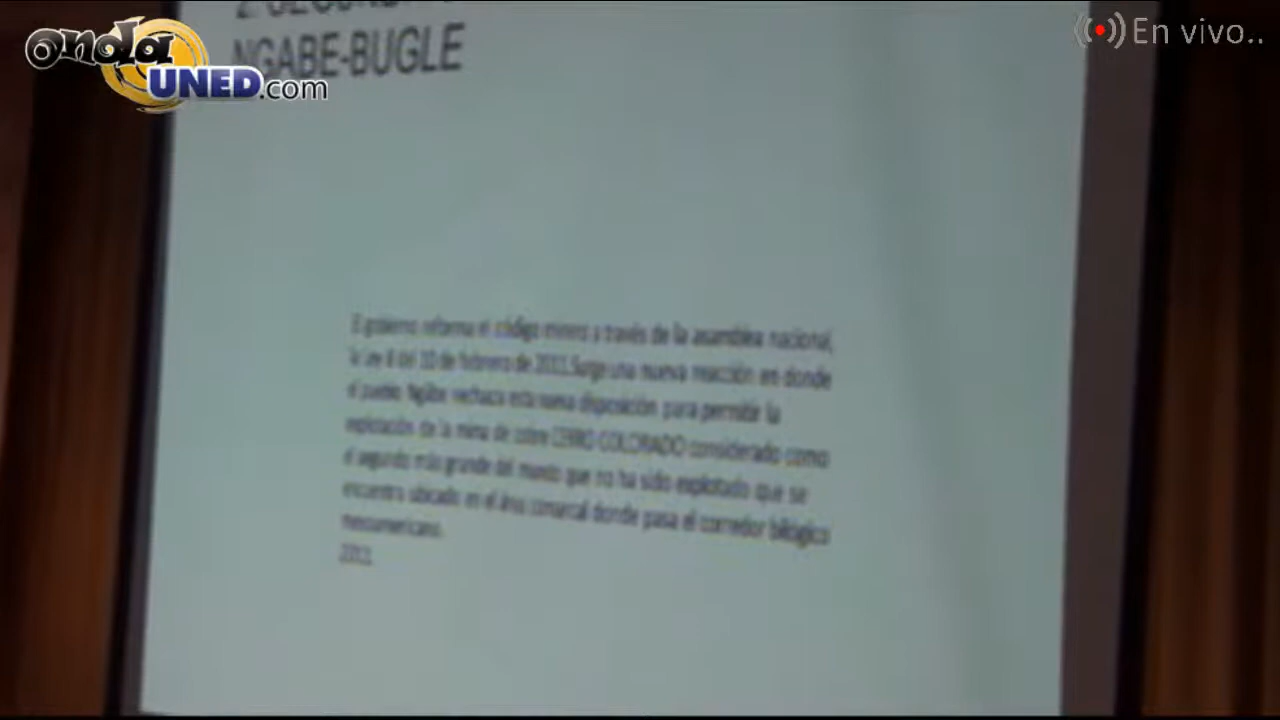 onda
UNED.com
En vivo..
2. SEGUND
NGABE-BUGLE
El gobierno reforma el código minero a través de la asamblea nacional,
la Ley 8 del 10 de febrero de 2011.Surge una nueva reacción en donde
el pueblo Ngäbe rechaza esta nueva disposición para permitir la
explotación de la mina de cobre CERRO COLORADO considerado como
el segundo más grande del mundo que no ha sido explotado que se
encuentra ubicado en el área comarcal donde pasa el corredor biológico
mesoamericano.
2011.